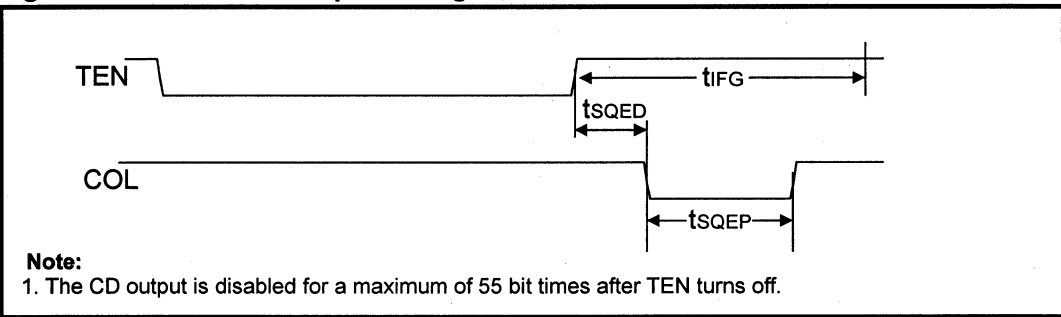 TEN
tIFG
tSQED
COL
tSQEP
Note:
1. The CD output is disabled for a maximum of 55 bit times after TEN turns off.